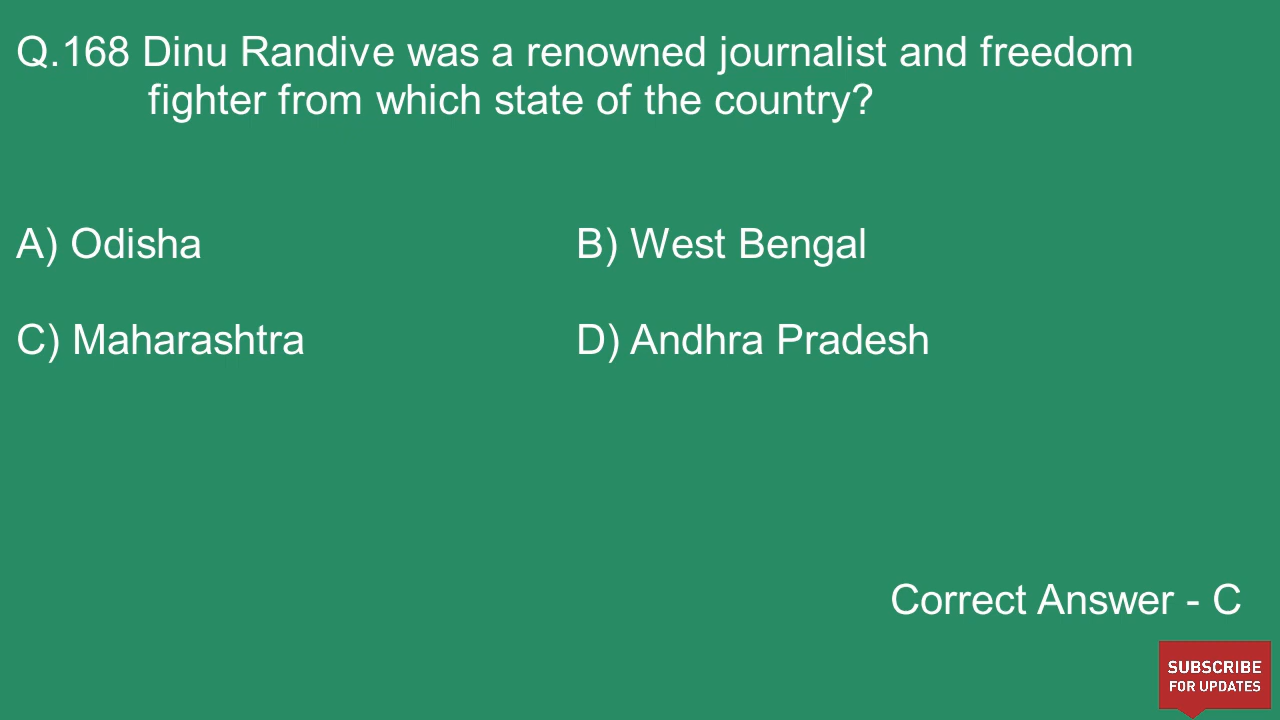 Q.168 Dinu Randive was a renowned journalist and freedom
fighter from which state of the country?
A) Odisha
B) West Bengal
C) Maharashtra
D) Andhra Pradesh
Correct Answer - C
SUBSCRIBE
FOR UPDATES